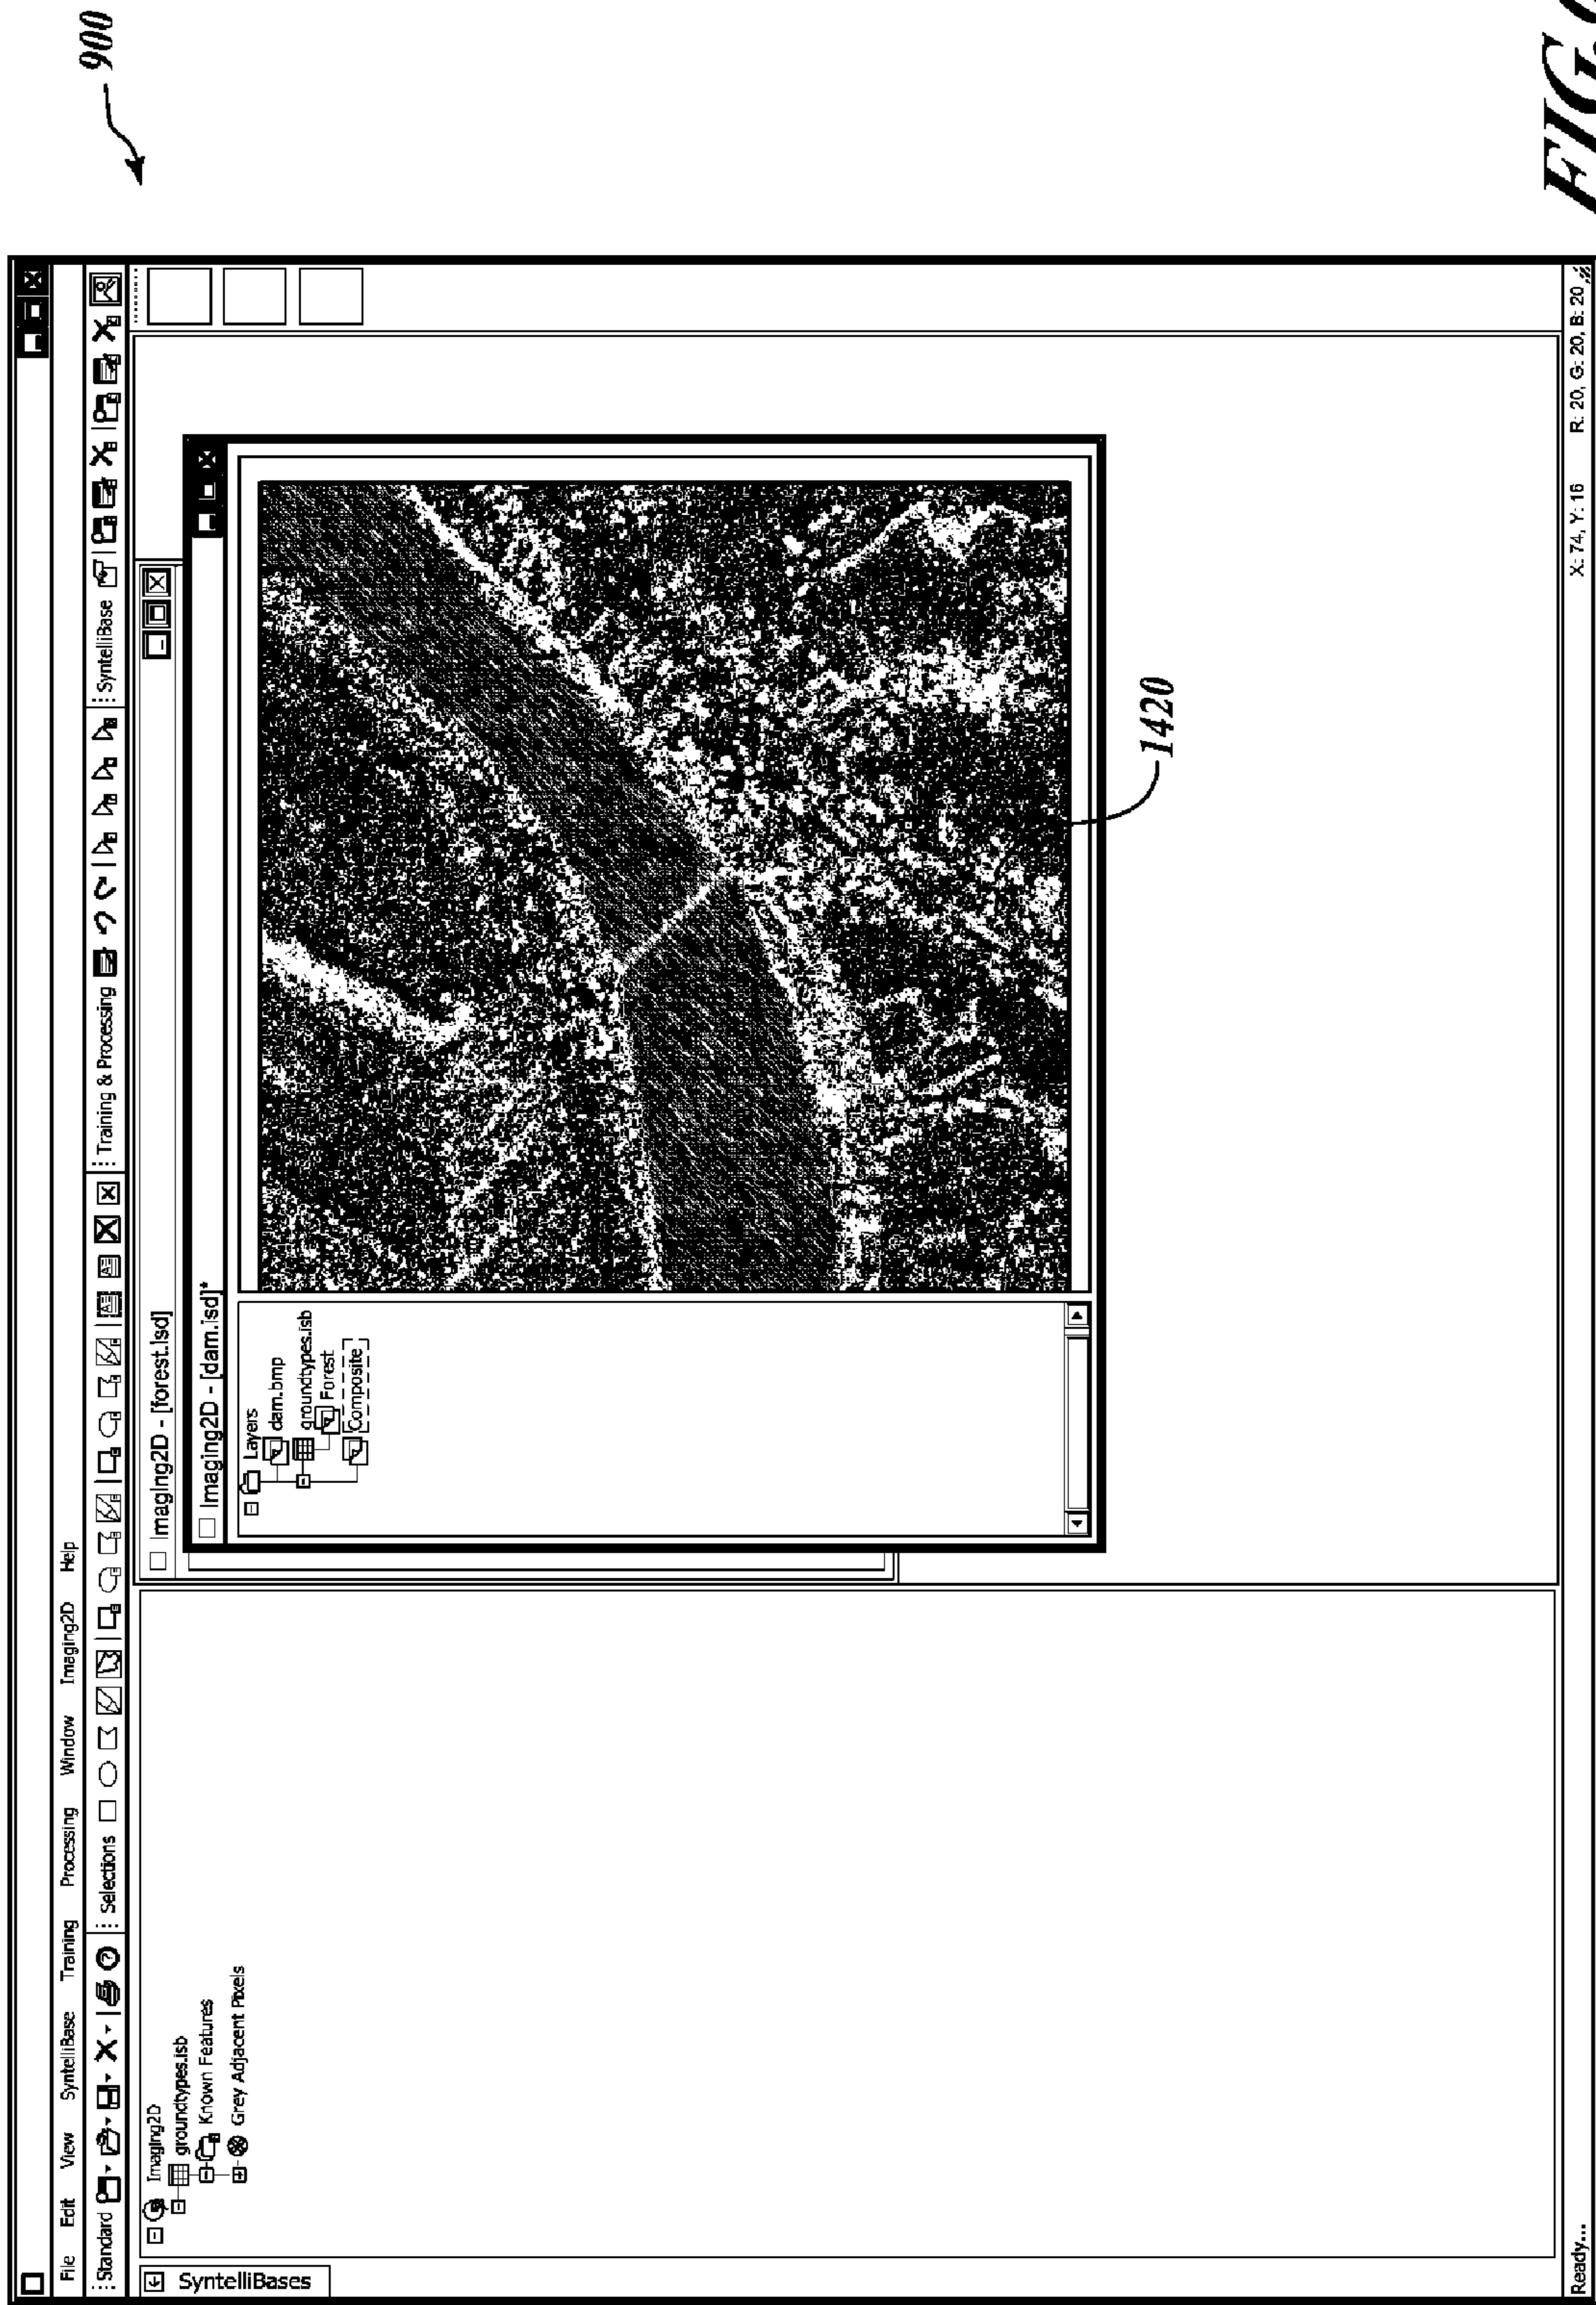 900
File Edit View SyntelliBase Training Processing Window Imaging2D Help
Standard Selections Training & Processing SyntelliBase
SyntelliBases
Imaging2D
groundtypes.isb
Known Features
Grey Adjacent Pixels
Imaging2D - [forest.isd]
Imaging2D - [dam.isd]*
Layers
dam.bmp
groundtypes.isb
Forest
Composite
1420
Ready... X: 74, Y: 16 R: 20, G: 20, B: 20
FIG.